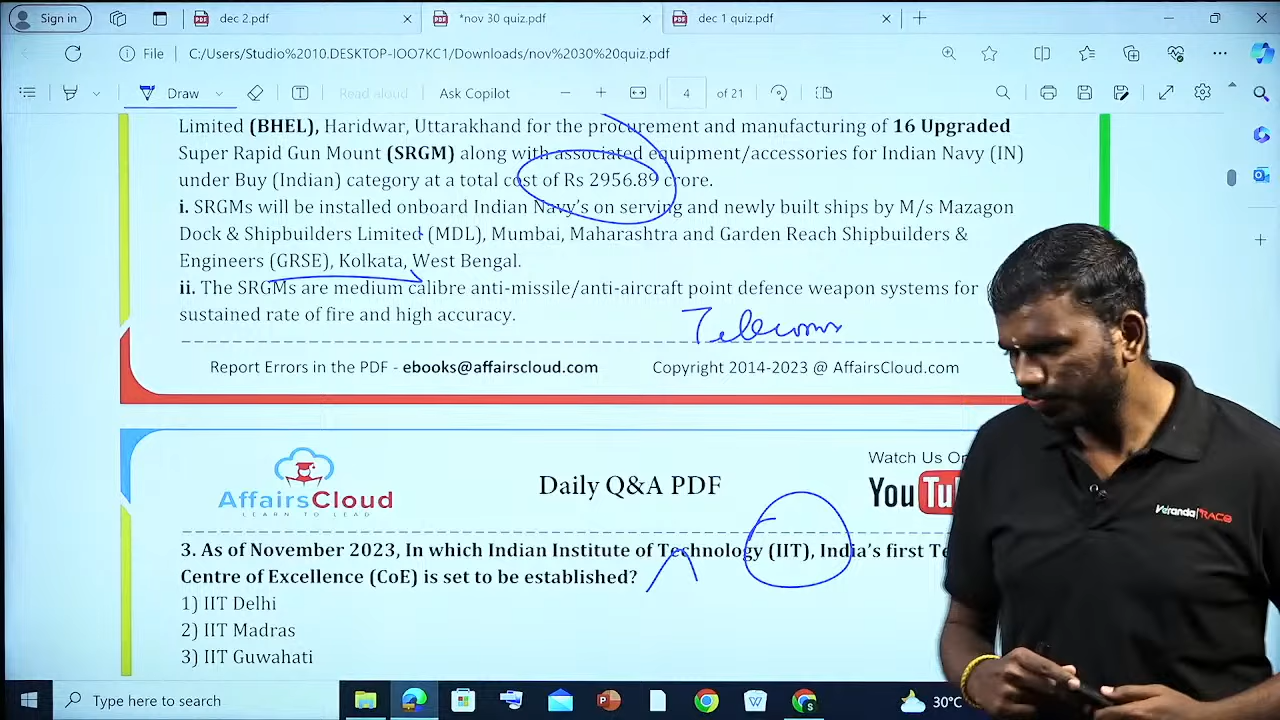 Sign in
dec 2.pdf
*nov 30 quiz.pdf
dec 1 quiz.pdf
File C:/Users/Studio%2010.DESKTOP-IOO7KC1/Downloads/nov%2030%20quiz.pdf
Draw Read aloud Ask Copilot 4 of 21
Limited (BHEL), Haridwar, Uttarakhand for the procurement and manufacturing of 16 Upgraded
Super Rapid Gun Mount (SRGM) along with associated equipment/accessories for Indian Navy (IN)
under Buy (Indian) category at a total cost of Rs 2956.89 crore.
i. SRGMs will be installed onboard Indian Navy's on serving and newly built ships by M/s Mazagon
Dock & Shipbuilders Limited (MDL), Mumbai, Maharashtra and Garden Reach Shipbuilders &
Engineers (GRSE), Kolkata, West Bengal.
ii. The SRGMs are medium calibre anti-missile/anti-aircraft point defence weapon systems for
sustained rate of fire and high accuracy.
Telecomm
Report Errors in the PDF - ebooks@affairscloud.com Copyright 2014-2023 @ AffairsCloud.com
AffairsCloud
LEARN TO LEAD
Daily Q&A PDF
Watch Us
YouTu
Veranda RACE
3. As of November 2023, In which Indian Institute of Technology (IIT), India's first
Centre of Excellence (CoE) is set to be established?
1) IIT Delhi
2) IIT Madras
3) IIT Guwahati
Type here to search
30°C